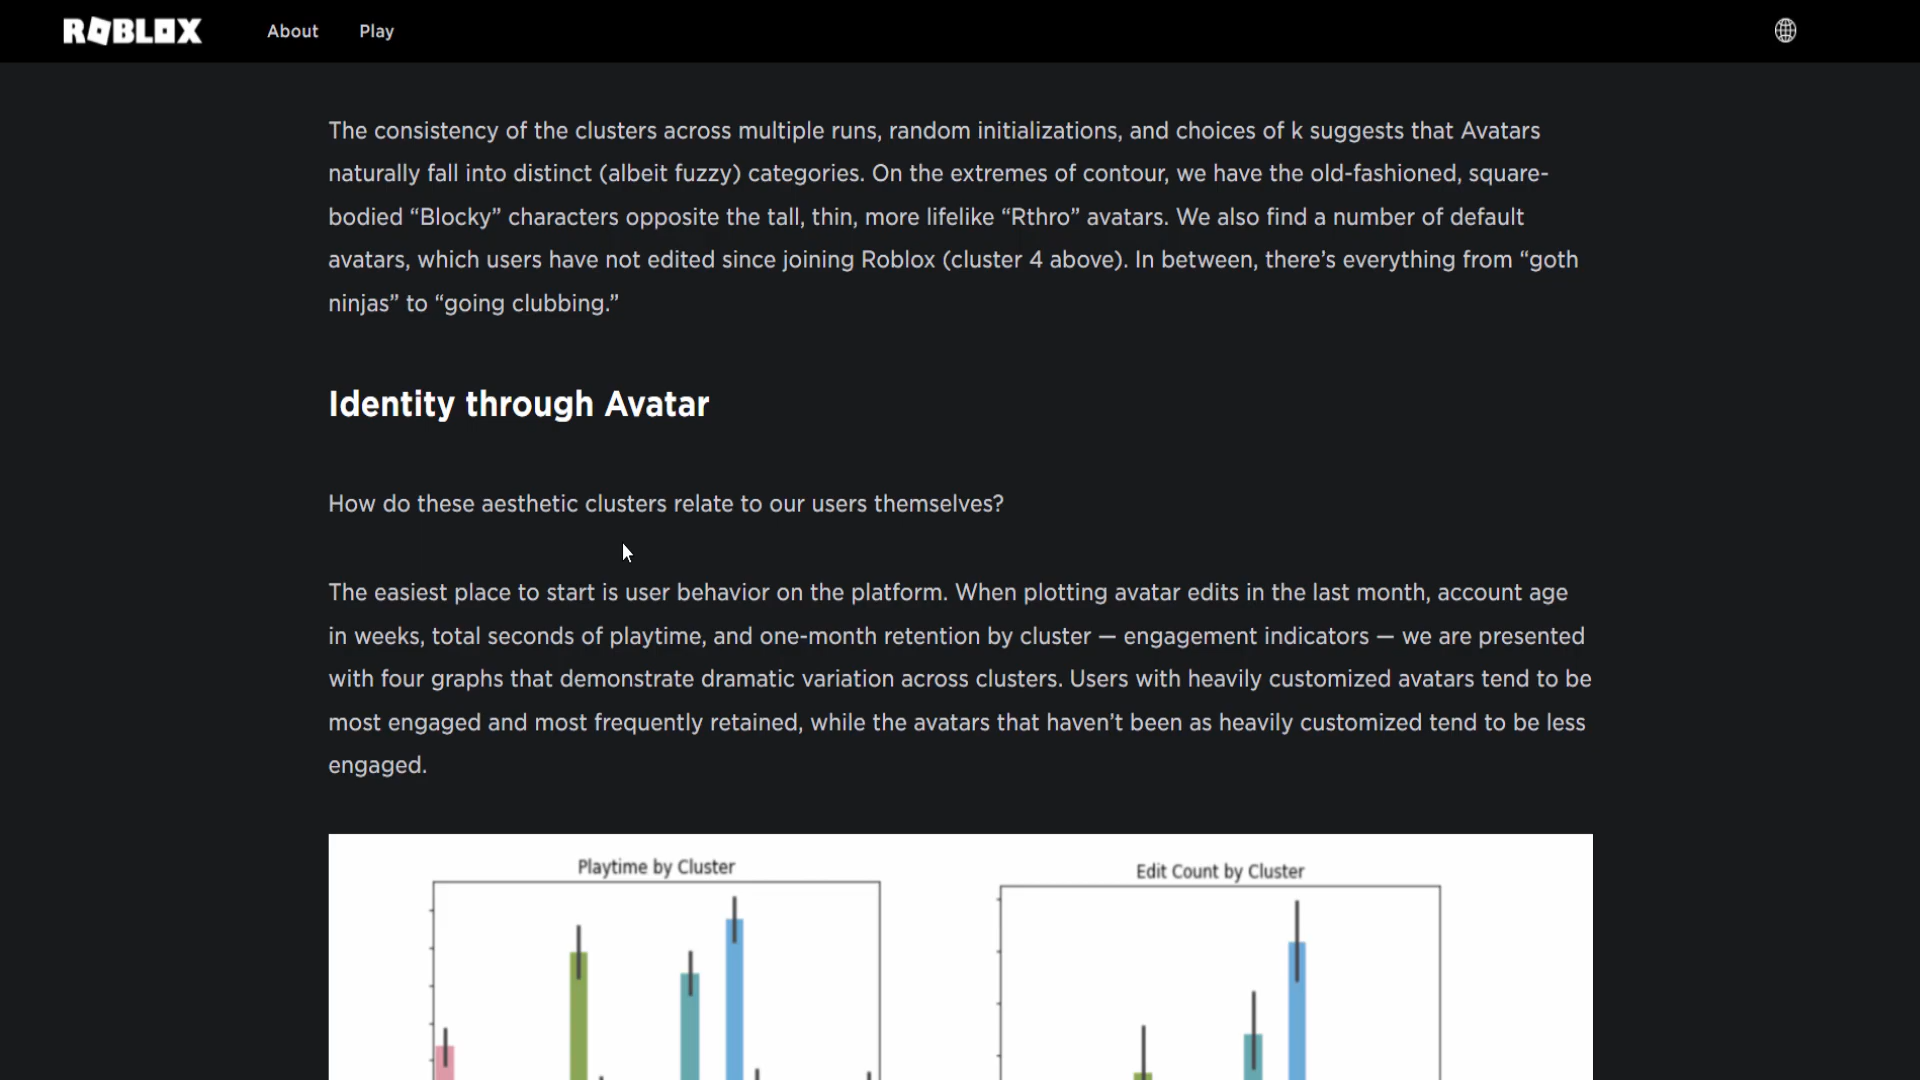 ROBLOX About Play
The consistency of the clusters across multiple runs, random initializations, and choices of k suggests that Avatars
naturally fall into distinct (albeit fuzzy) categories. On the extremes of contour, we have the old-fashioned, square-
bodied “Blocky” characters opposite the tall, thin, more lifelike “Rthro” avatars. We also find a number of default
avatars, which users have not edited since joining Roblox (cluster 4 above). In between, there’s everything from “goth
ninjas” to “going clubbing.”
Identity through Avatar
How do these aesthetic clusters relate to our users themselves?
The easiest place to start is user behavior on the platform. When plotting avatar edits in the last month, account age
in weeks, total seconds of playtime, and one-month retention by cluster — engagement indicators — we are presented
with four graphs that demonstrate dramatic variation across clusters. Users with heavily customized avatars tend to be
most engaged and most frequently retained, while the avatars that haven’t been as heavily customized tend to be less
engaged.
Playtime by Cluster
Edit Count by Cluster